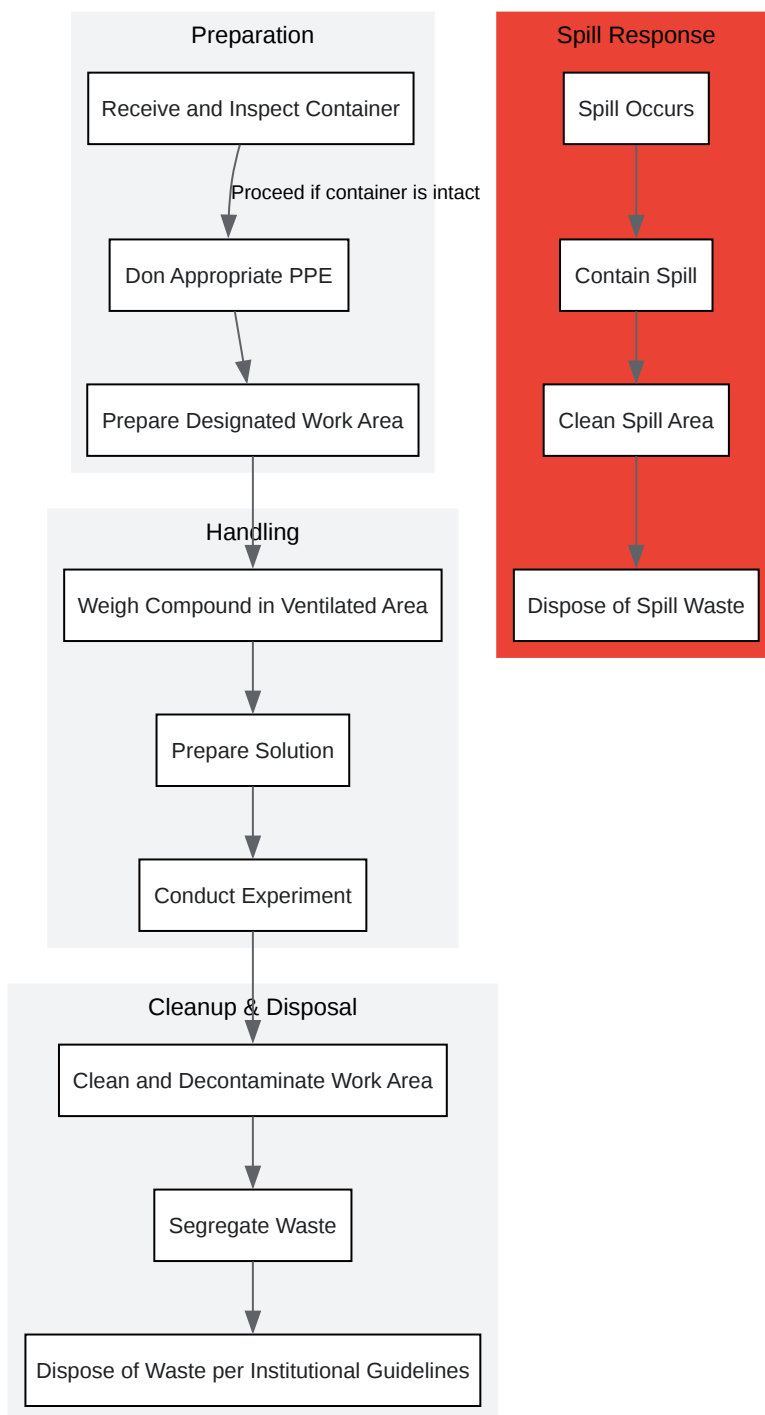 Preparation
Receive and Inspect Container
Proceed if container is intact
Don Appropriate PPE
Prepare Designated Work Area
Handling
Weigh Compound in Ventilated Area
Prepare Solution
Conduct Experiment
Cleanup & Disposal
Clean and Decontaminate Work Area
Segregate Waste
Dispose of Waste per Institutional Guidelines
Spill Response
Spill Occurs
Contain Spill
Clean Spill Area
Dispose of Spill Waste